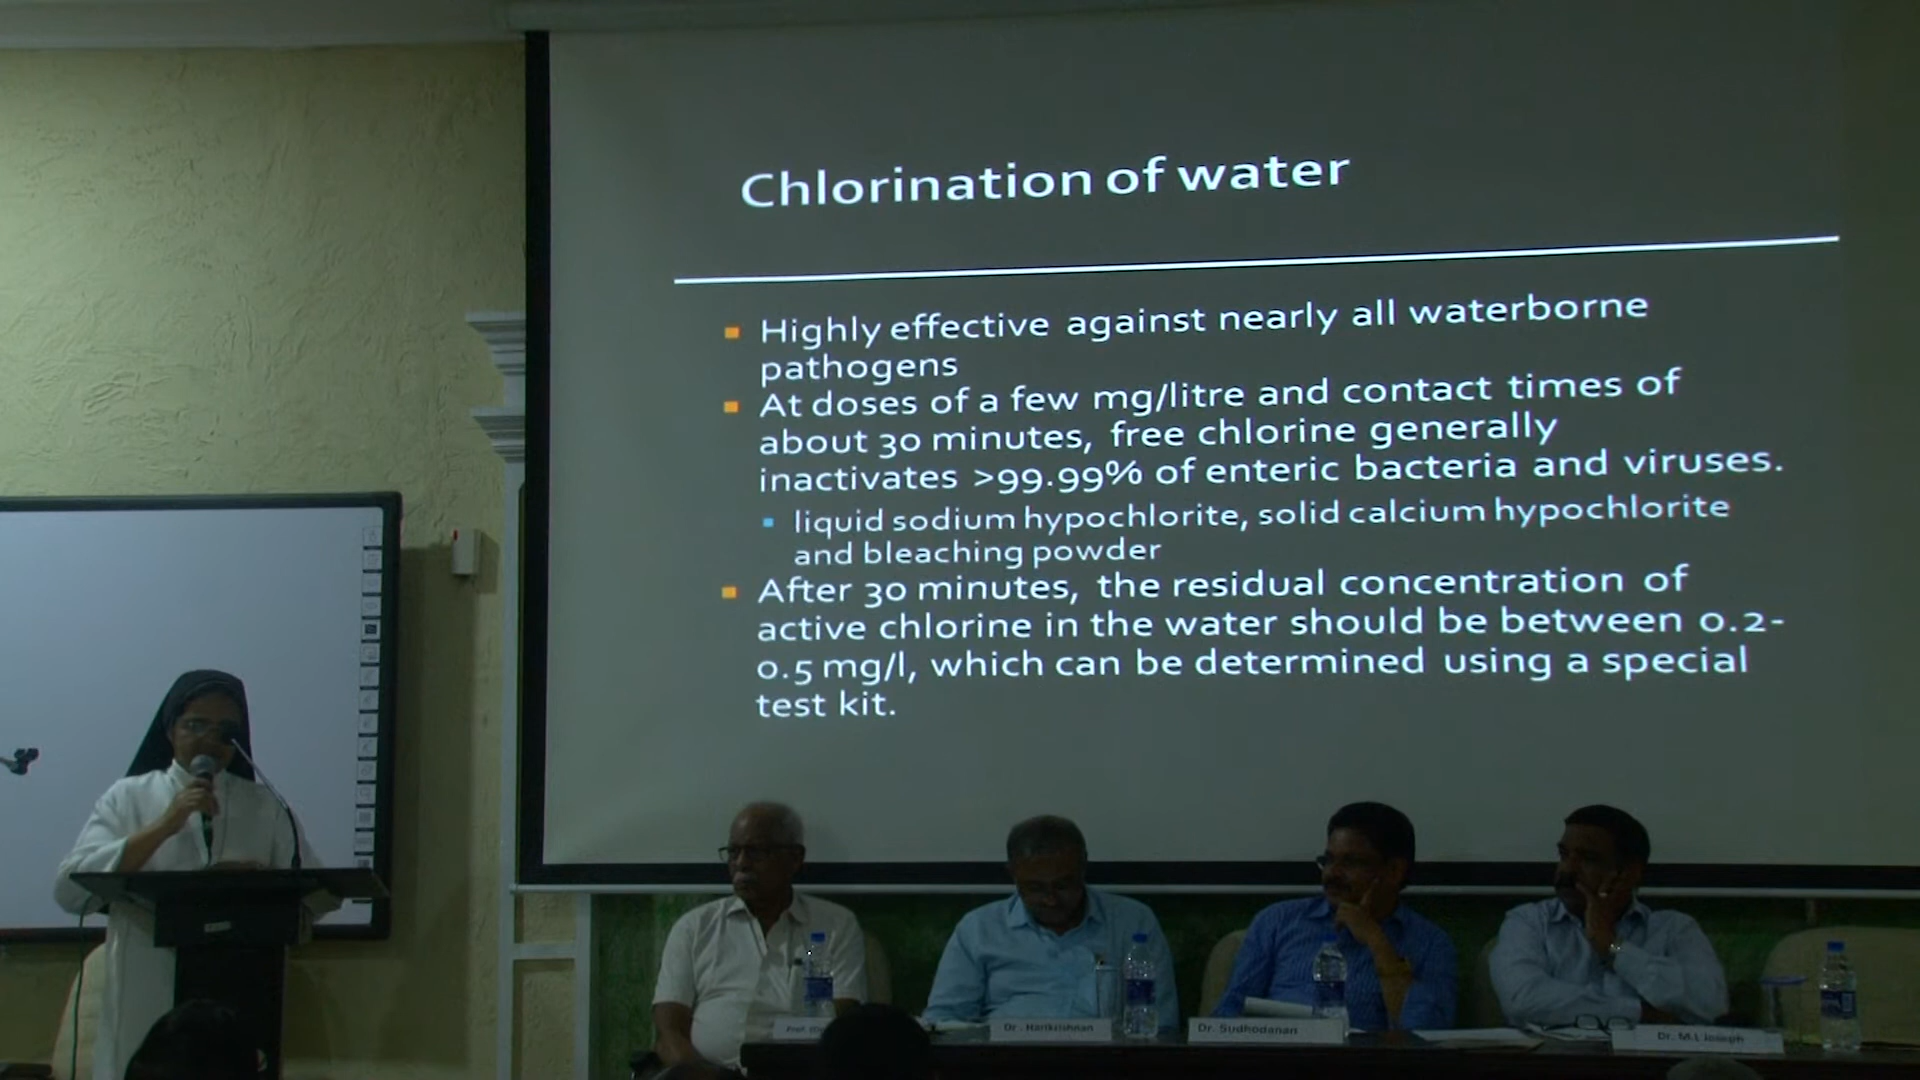 Chlorination of water
Highly effective against nearly all waterborne
pathogens
At doses of a few mg/litre and contact times of
about 30 minutes, free chlorine generally
inactivates >99.99% of enteric bacteria and viruses.
liquid sodium hypochlorite, solid calcium hypochlorite
and bleaching powder
After 30 minutes, the residual concentration of
active chlorine in the water should be between 0.2-
0.5 mg/l, which can be determined using a special
test kit.
Prof.
Dr. Harikrishnan
Dr. Sudhodanan
Dr. M.L Joseph